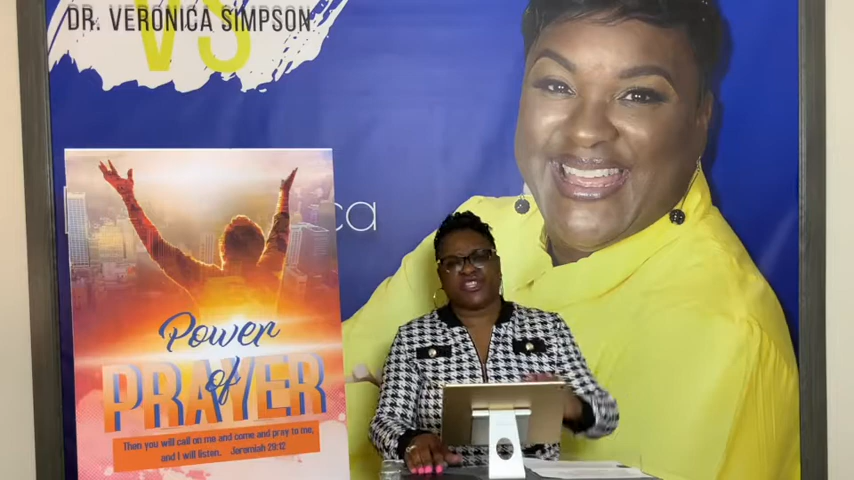 VS
DR. VERONICA SIMPSON
ca
Power
of
PRAYER
Then you will call on me and come and pray to me,
and I will listen. Jeremiah 29:12